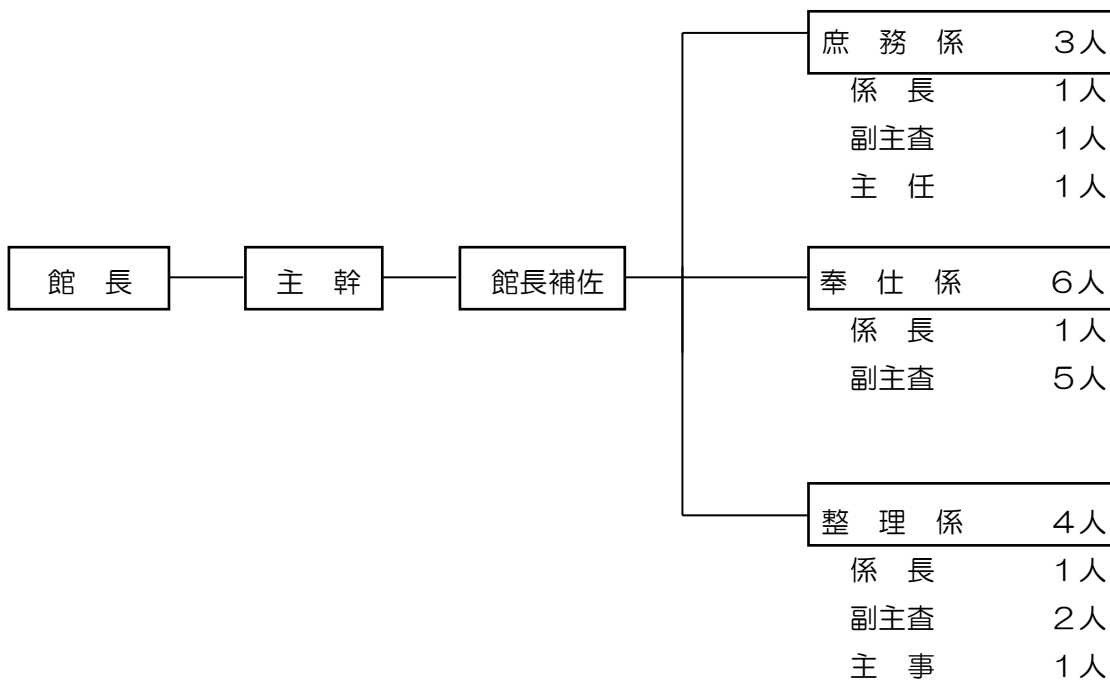 庶　務　係　　　３人
係　長　　　　１人
副主査　　　　１人
主　任　　　　１人
館　長
主　幹
館長補佐
奉　仕　係　　　６人
係　長　　　　１人
副主査　　　　５人
整　理　係　　　４人
係　長　　　　１人
副主査　　　　２人
主　事　　　　１人